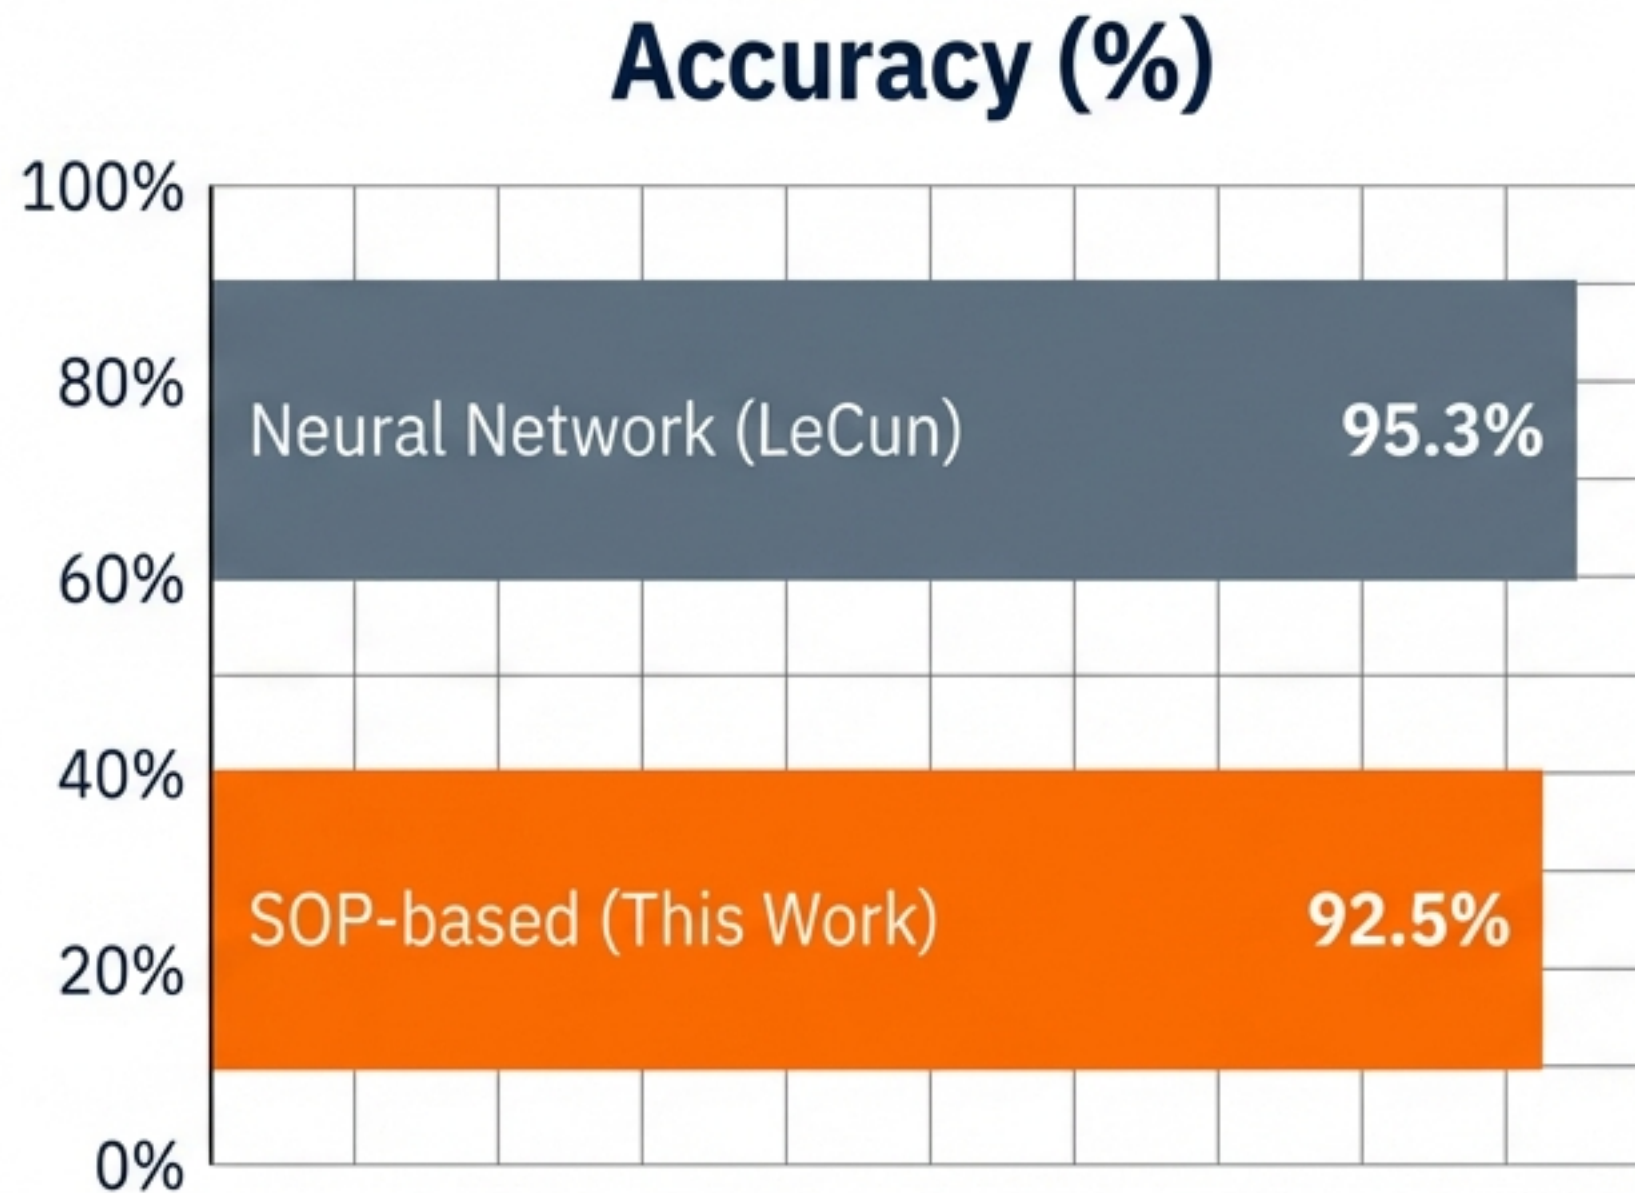 Accuracy (%)
100%
80%
Neural Network (LeCun) 95.3%
60%
40%
SOP-based (This Work) 92.5%
20%
0%